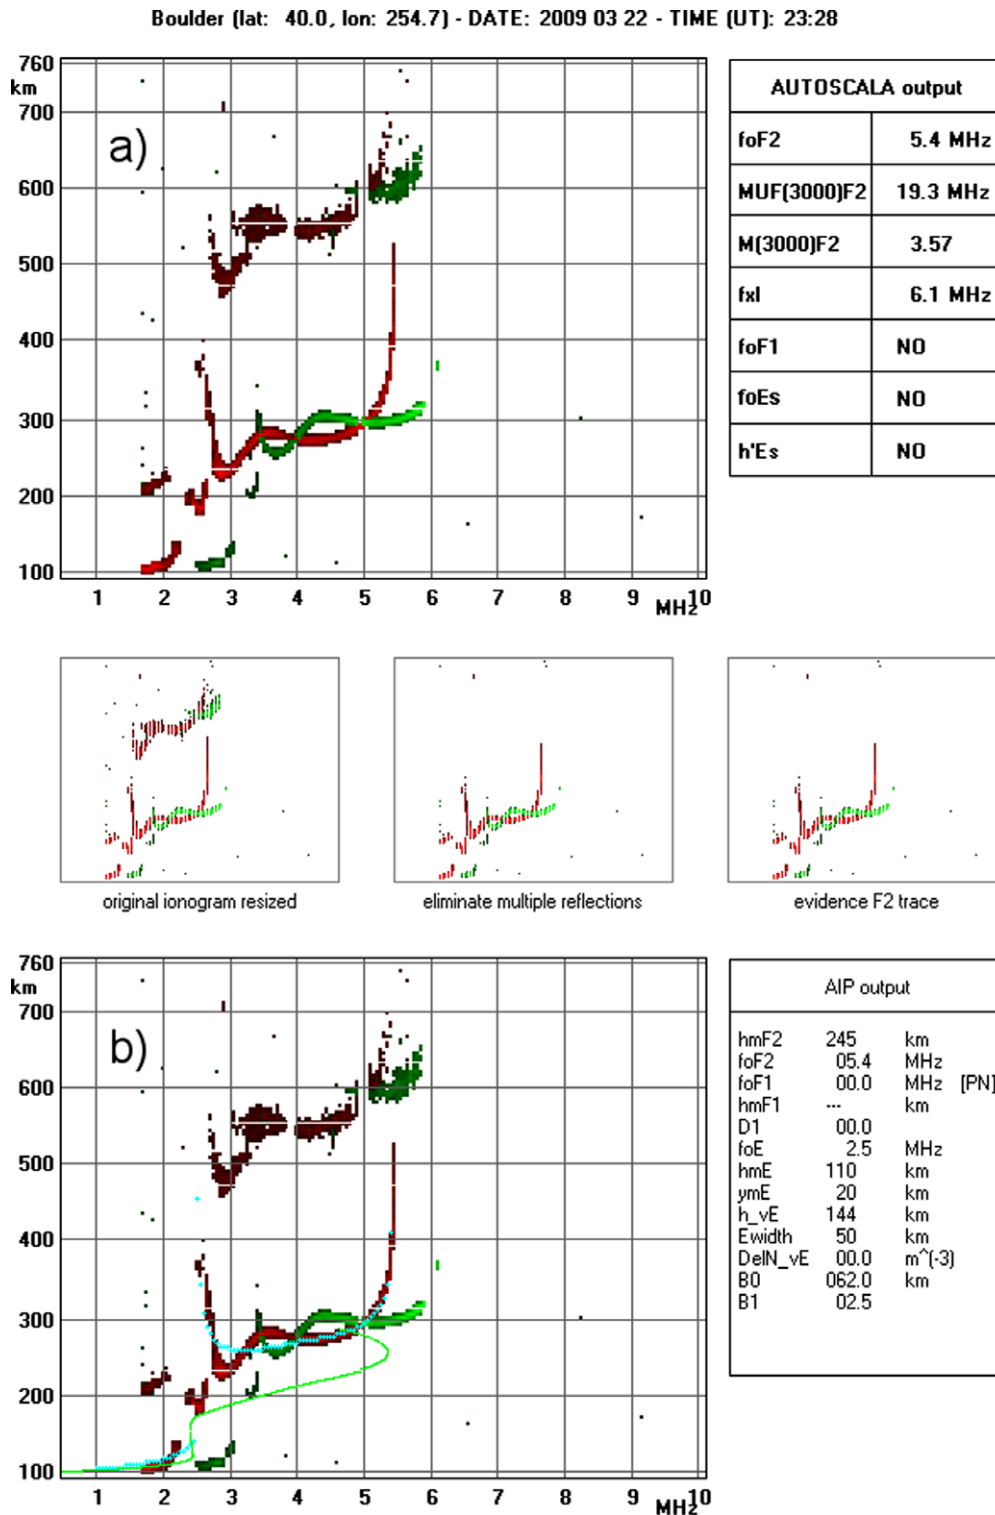 Boulder (lat: 40.0, lon: 254.7) - DATE: 2009 03 22 - TIME (UT): 23:28
760
km
700
600
500
400
300
200
100
a)
1 2 3 4 5 6 7 8 9 10
MHz
AUTOSCALA output
foF2 5.4 MHz
MUF(3000)F2 19.3 MHz
M(3000)F2 3.57
fxI 6.1 MHz
foF1 NO
foEs NO
h'Es NO
original ionogram resized
eliminate multiple reflections
evidence F2 trace
760
km
700
600
500
400
300
200
100
b)
1 2 3 4 5 6 7 8 9 10
MHz
AIP output
hmF2 245 km
foF2 05.4 MHz
foF1 00.0 MHz [PN]
hmF1 --- km
D1 00.0
foE 2.5 MHz
hmE 110 km
ymE 20 km
h_vE 144 km
Ewidth 50 km
DelN_vE 00.0 m^(-3)
B0 062.0 km
B1 02.5